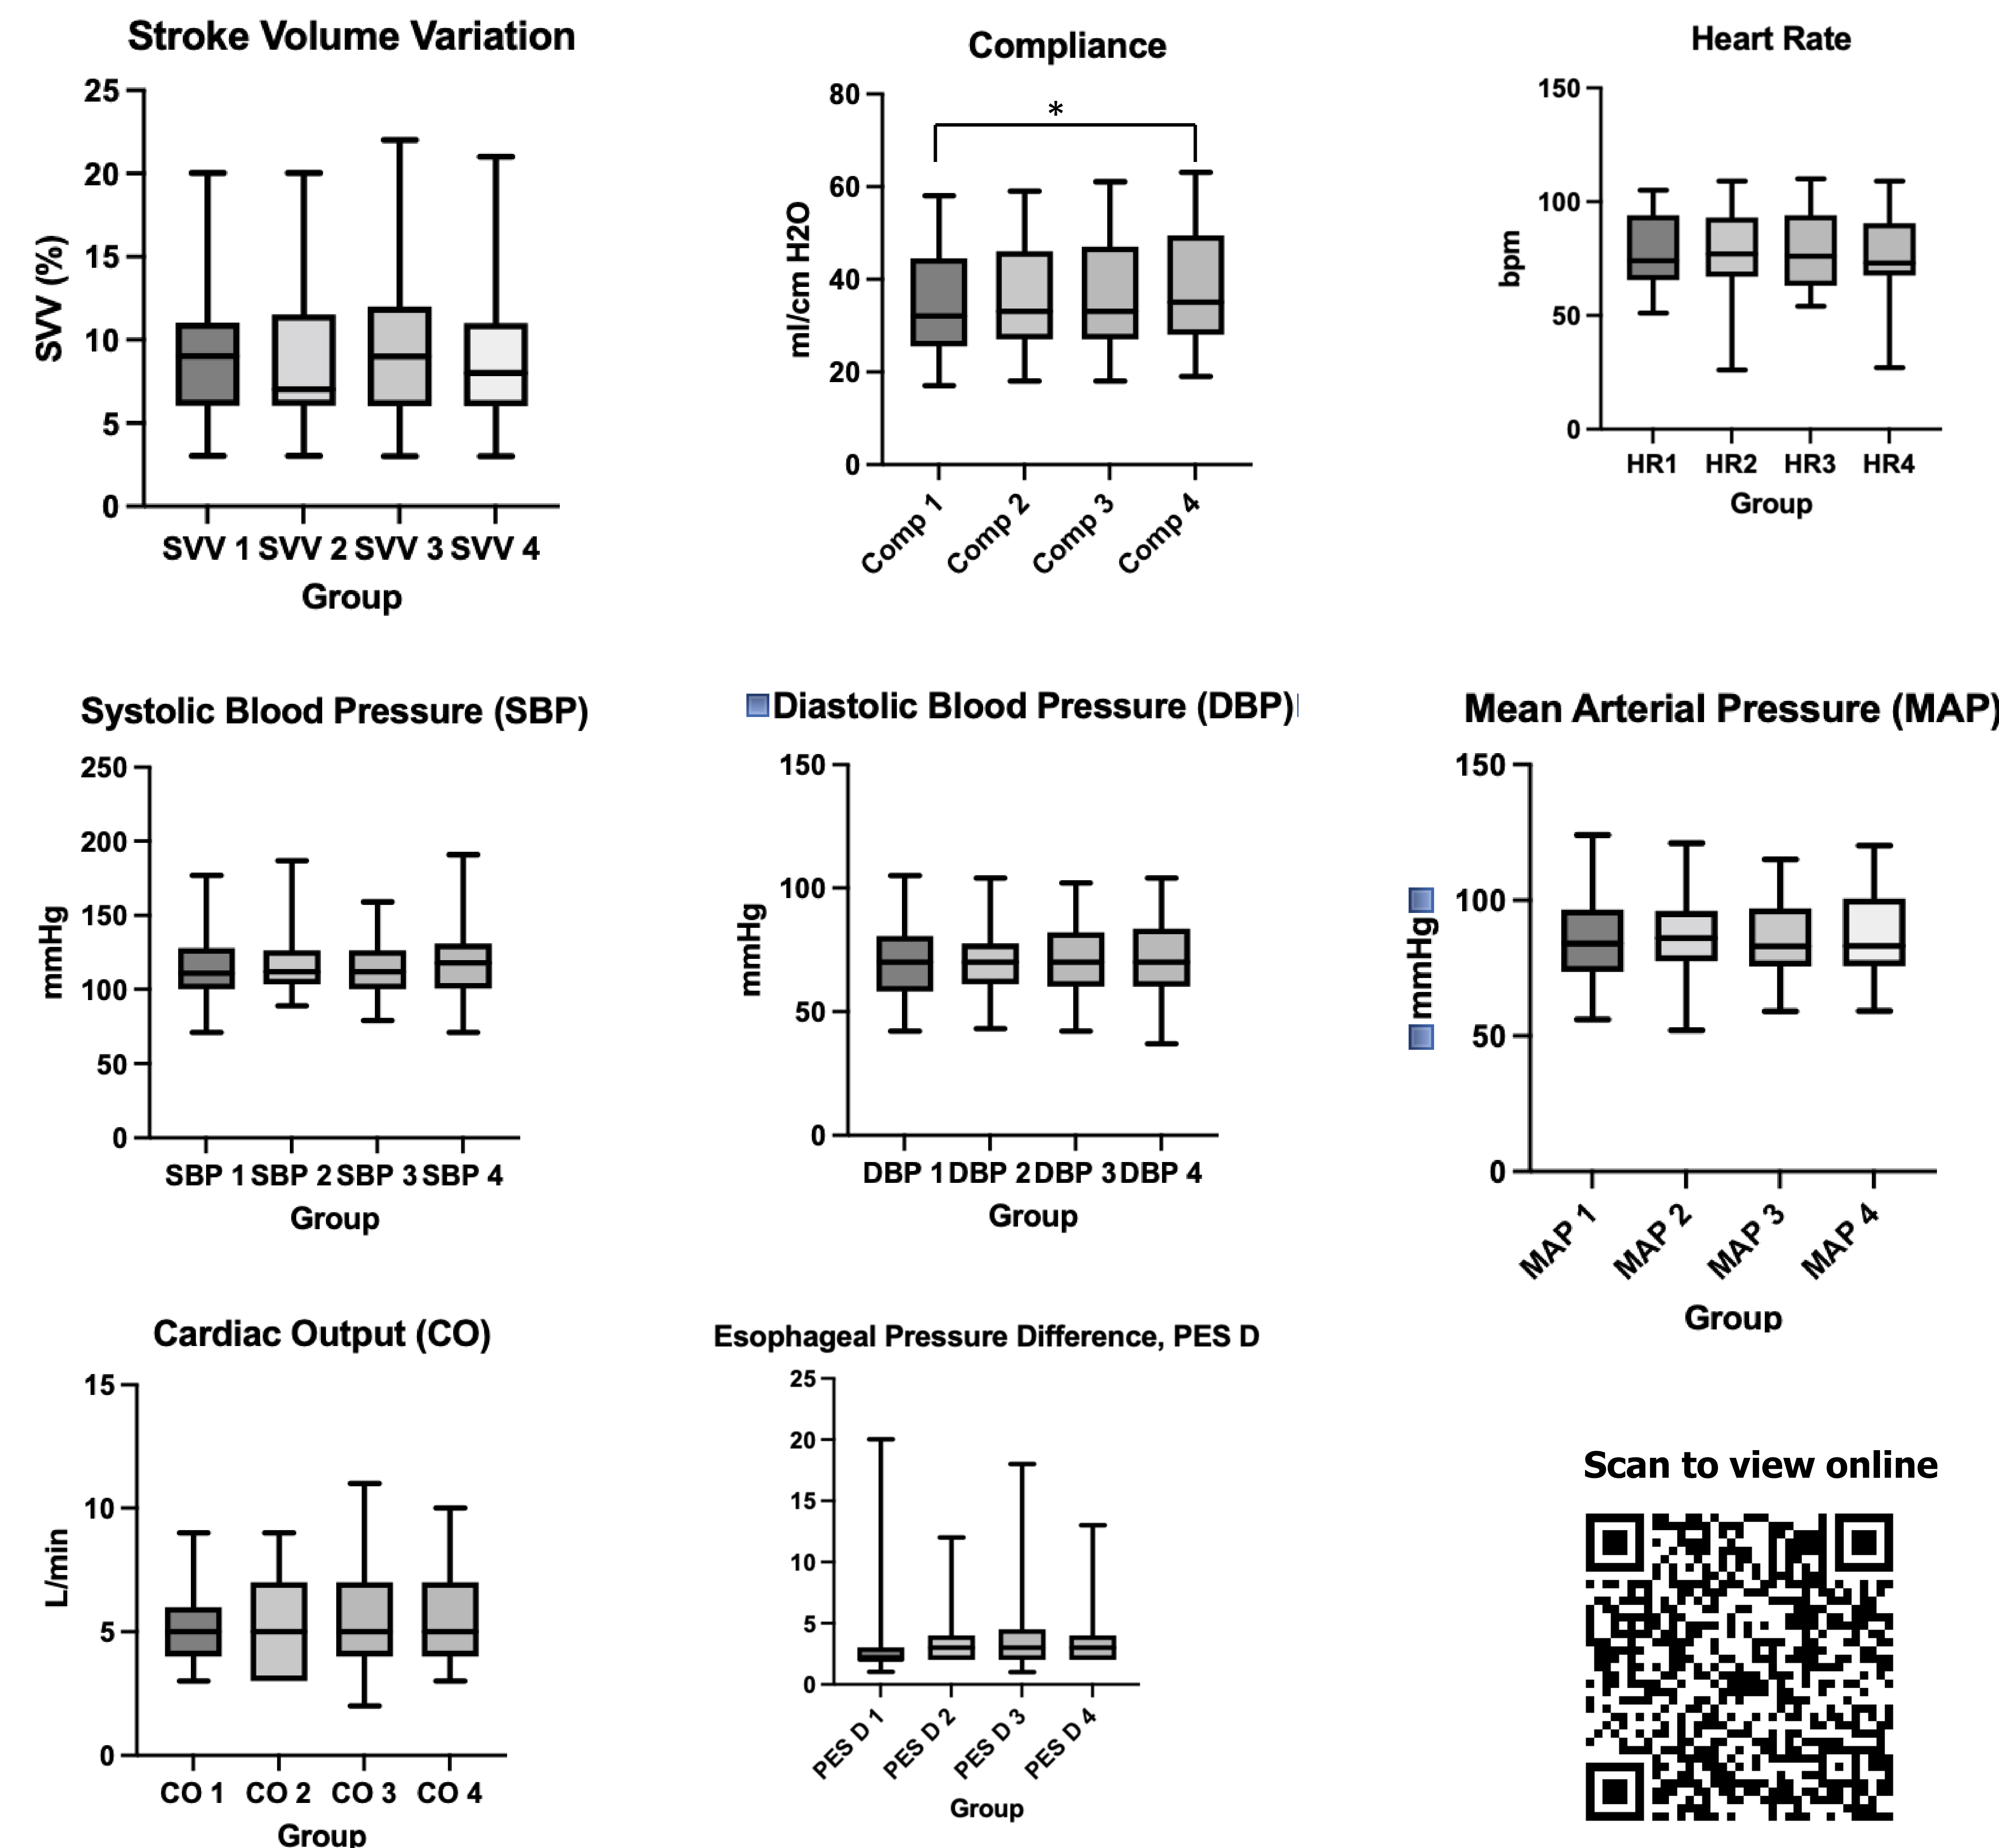 Stroke Volume Variation
25
20
15
10
5
0
SVV (%)
SVV 1 SVV 2 SVV 3 SVV 4
Group
Compliance
*
80
60
40
20
0
ml/cm H2O
Comp 1 Comp 2 Comp 3 Comp 4
Heart Rate
150
100
50
0
bpm
HR1 HR2 HR3 HR4
Group
Systolic Blood Pressure (SBP)
250
200
150
100
50
0
mmHg
SBP 1 SBP 2 SBP 3 SBP 4
Group
Diastolic Blood Pressure (DBP)
150
100
50
0
mmHg
DBP 1 DBP 2 DBP 3 DBP 4
Group
Mean Arterial Pressure (MAP)
150
100
50
0
mmHg
MAP 1 MAP 2 MAP 3 MAP 4
Group
Cardiac Output (CO)
15
10
5
0
L/min
CO 1 CO 2 CO 3 CO 4
Group
Esophageal Pressure Difference, PES D
25
20
15
10
5
0
PES D 1 PES D 2 PES D 3 PES D 4
Group
Scan to view online